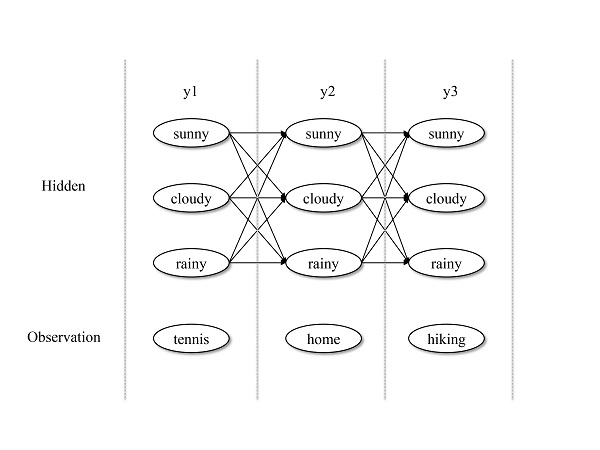 y1 y2 y3
sunny sunny sunny
Hidden
cloudy cloudy cloudy
rainy rainy rainy
Observation tennis home hiking